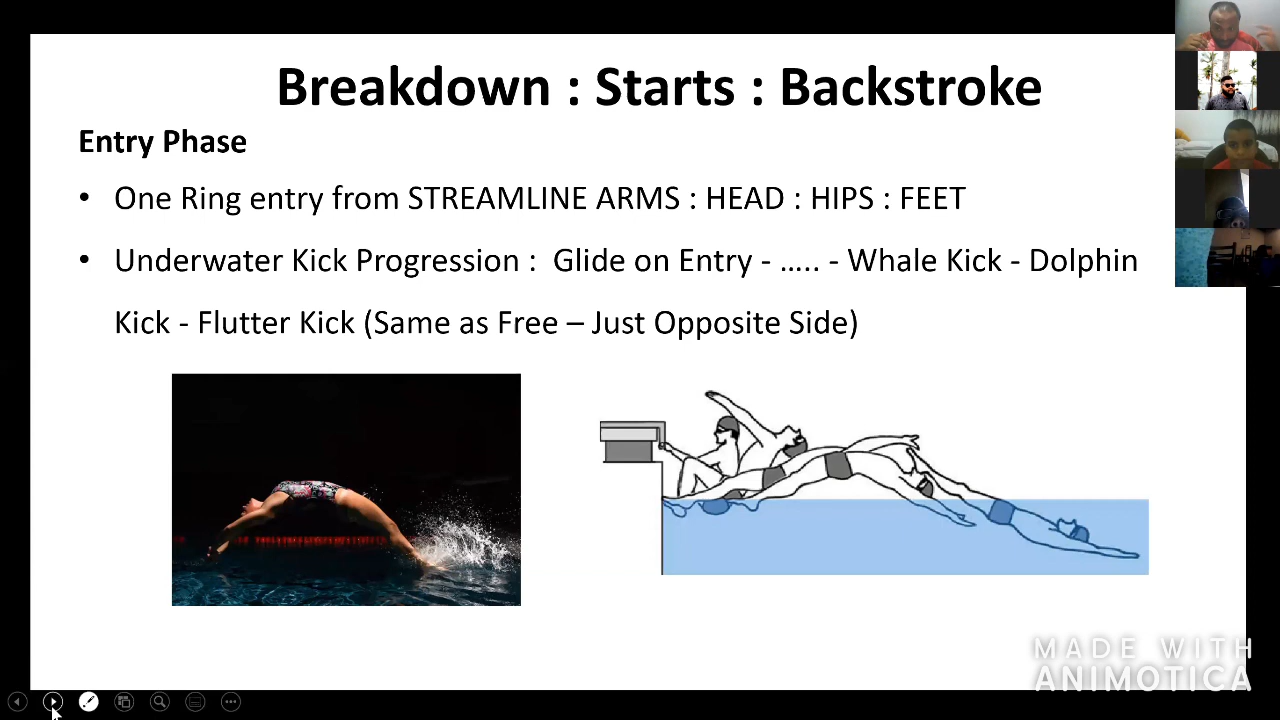 Breakdown : Starts : Backstroke
Entry Phase
• One Ring entry from STREAMLINE ARMS : HEAD : HIPS : FEET
• Underwater Kick Progression :  Glide on Entry - ….. - Whale Kick - Dolphin
Kick - Flutter Kick (Same as Free – Just Opposite Side)
MADE WITH
ANIMOTICA